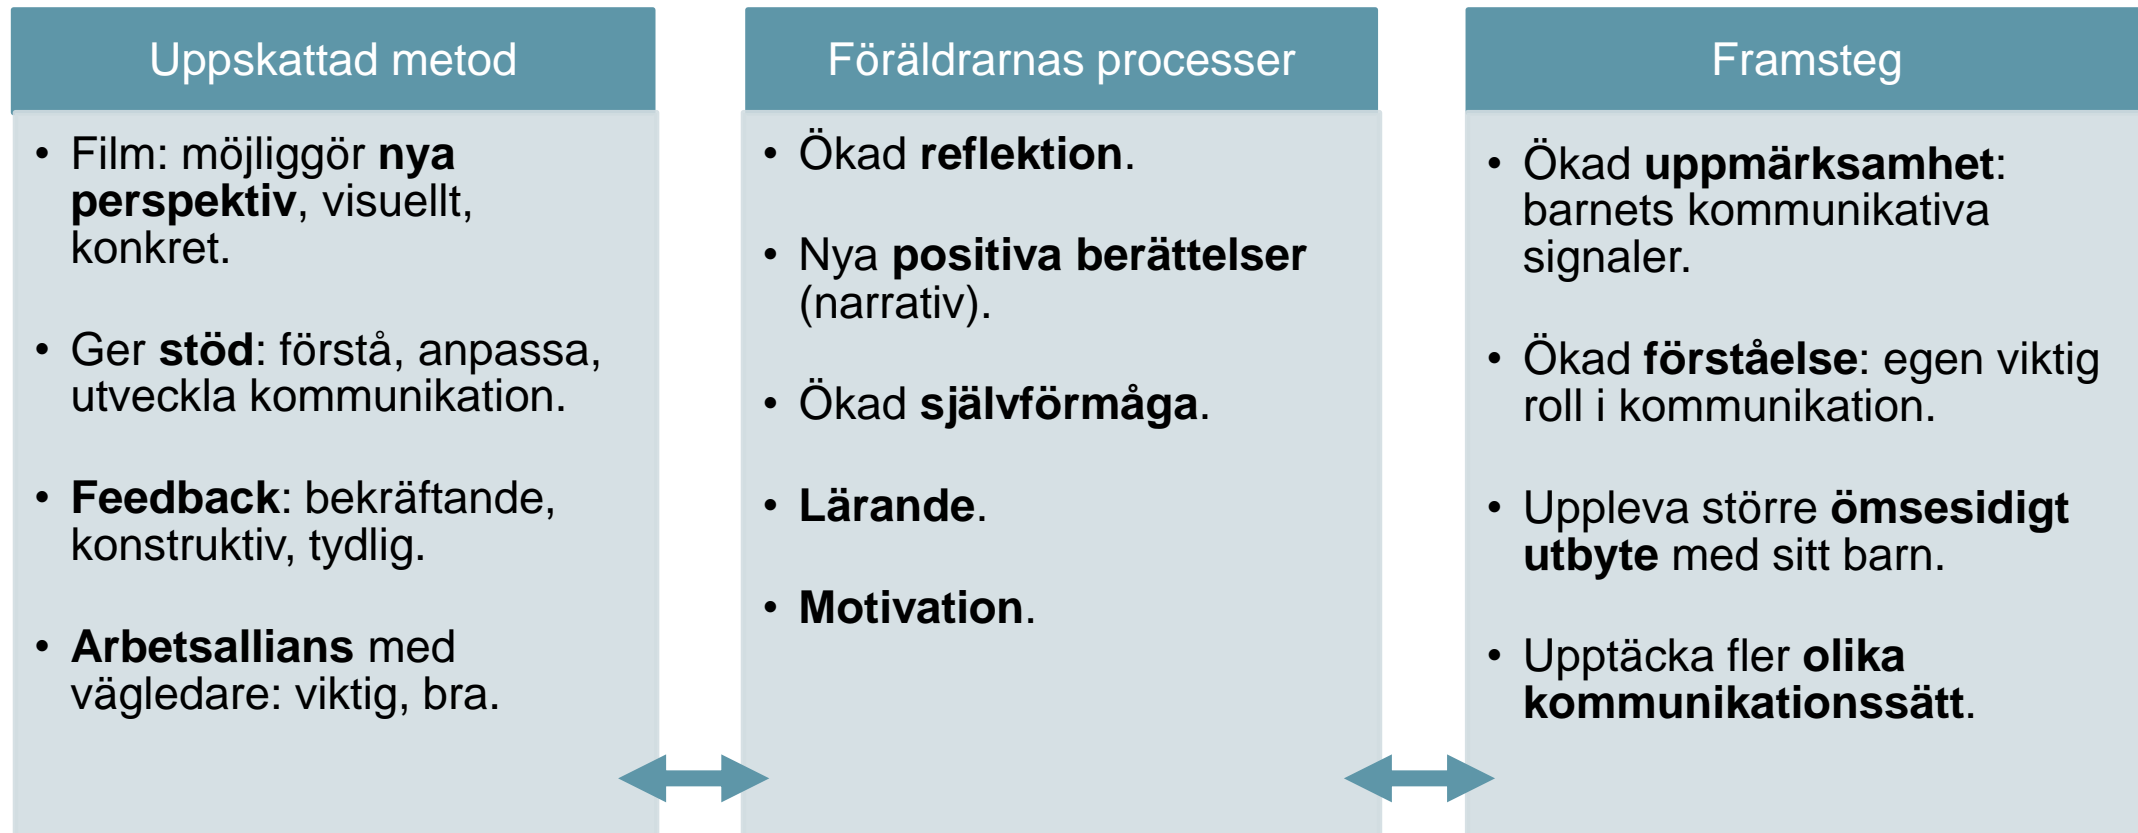 Uppskattad metod
• Film: möjliggör nya
perspektiv, visuellt,
konkret.
• Ger stöd: förstå, anpassa,
utveckla kommunikation.
• Feedback: bekräftande,
konstruktiv, tydlig.
• Arbetsallians med
vägledare: viktig, bra.
Föräldrarnas processer
• Ökad reflektion.
• Nya positiva berättelser
(narrativ).
• Ökad självförmåga.
• Lärande.
• Motivation.
Framsteg
• Ökad uppmärksamhet:
barnets kommunikativa
signaler.
• Ökad förståelse: egen viktig
roll i kommunikation.
• Uppleva större ömsesidigt
utbyte med sitt barn.
• Upptäcka fler olika
kommunikationssätt.